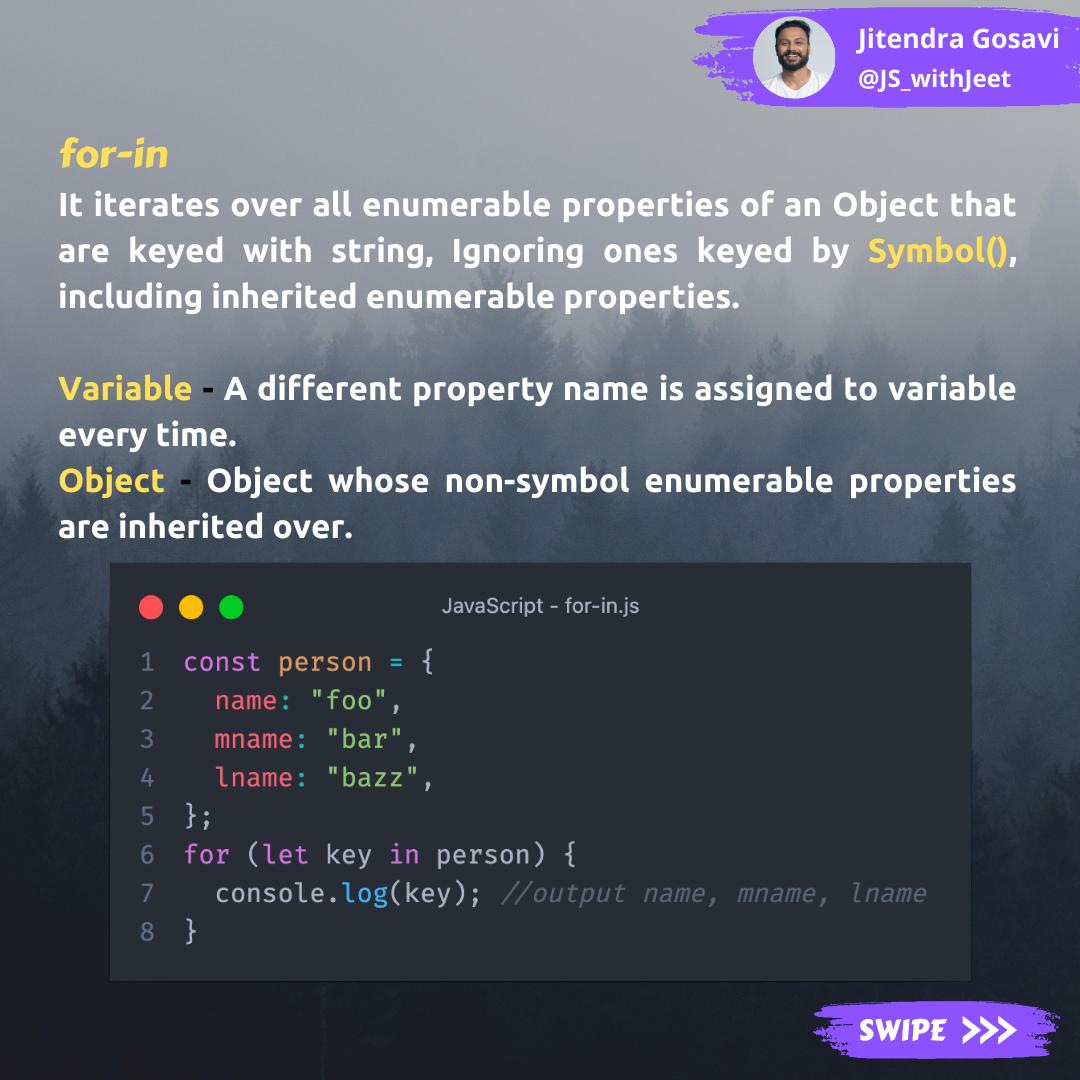 Jitendra Gosavi
@JS_withJeet
for-in
It iterates over all enumerable properties of an Object that
are keyed with string, Ignoring ones keyed by Symbol(),
including inherited enumerable properties.
Variable - A different property name is assigned to variable
every time.
Object - Object whose non-symbol enumerable properties
are inherited over.
JavaScript - for-in.js
1 const person = {
2   name: "foo",
3   mname: "bar",
4   lname: "bazz",
5 };
6 for (let key in person) {
7   console.log(key); //output name, mname, lname
8 }
SWIPE >>>